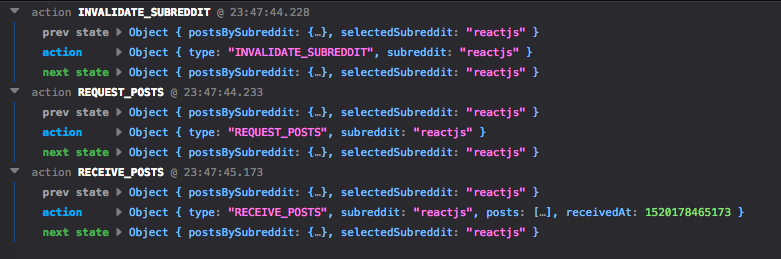 action INVALIDATE_SUBREDDIT @ 23:47:44.228
prev state Object { postsBySubreddit: {…}, selectedSubreddit: "reactjs" }
action Object { type: "INVALIDATE_SUBREDDIT", subreddit: "reactjs" }
next state Object { postsBySubreddit: {…}, selectedSubreddit: "reactjs" }
action REQUEST_POSTS @ 23:47:44.233
prev state Object { postsBySubreddit: {…}, selectedSubreddit: "reactjs" }
action Object { type: "REQUEST_POSTS", subreddit: "reactjs" }
next state Object { postsBySubreddit: {…}, selectedSubreddit: "reactjs" }
action RECEIVE_POSTS @ 23:47:45.173
prev state Object { postsBySubreddit: {…}, selectedSubreddit: "reactjs" }
action Object { type: "RECEIVE_POSTS", subreddit: "reactjs", posts: […], receivedAt: 1520178465173 }
next state Object { postsBySubreddit: {…}, selectedSubreddit: "reactjs" }